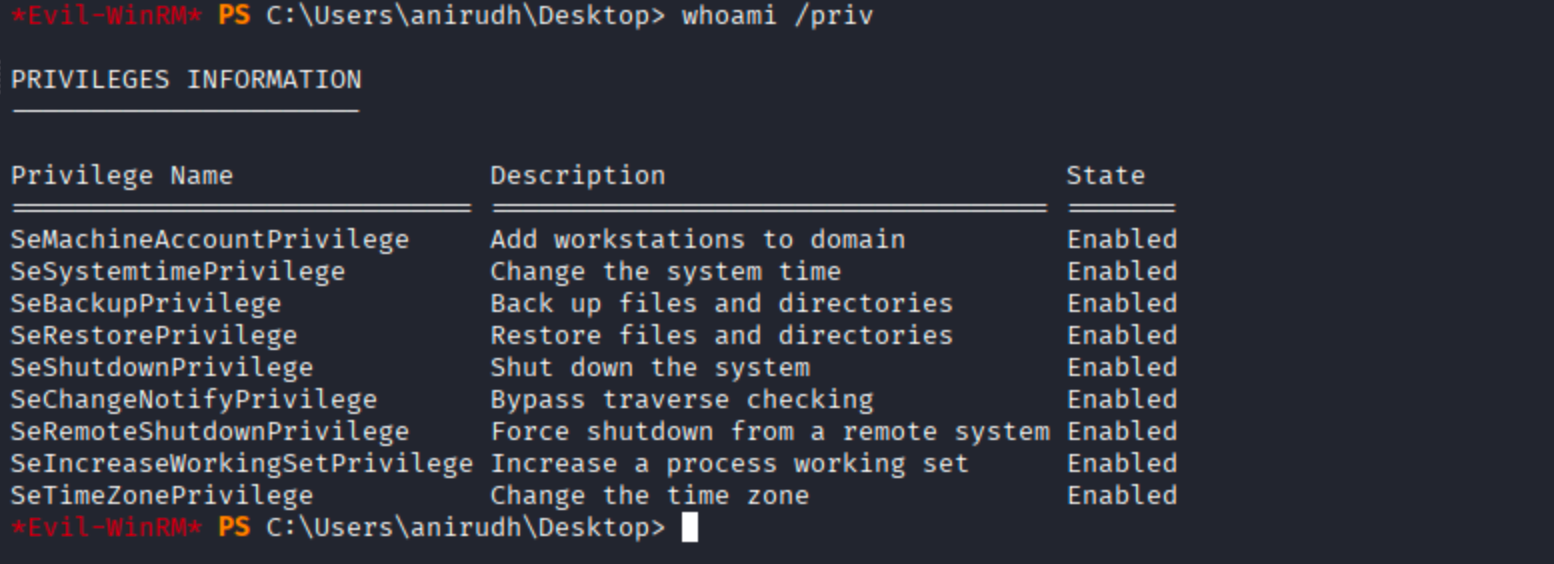 *Evil-WinRM* PS C:\Users\anirudh\Desktop> whoami /priv
PRIVILEGES INFORMATION
Privilege Name Description State
SeMachineAccountPrivilege Add workstations to domain Enabled
SeSystemtimePrivilege Change the system time Enabled
SeBackupPrivilege Back up files and directories Enabled
SeRestorePrivilege Restore files and directories Enabled
SeShutdownPrivilege Shut down the system Enabled
SeChangeNotifyPrivilege Bypass traverse checking Enabled
SeRemoteShutdownPrivilege Force shutdown from a remote system Enabled
SeIncreaseWorkingSetPrivilege Increase a process working set Enabled
SeTimeZonePrivilege Change the time zone Enabled
*Evil-WinRM* PS C:\Users\anirudh\Desktop>